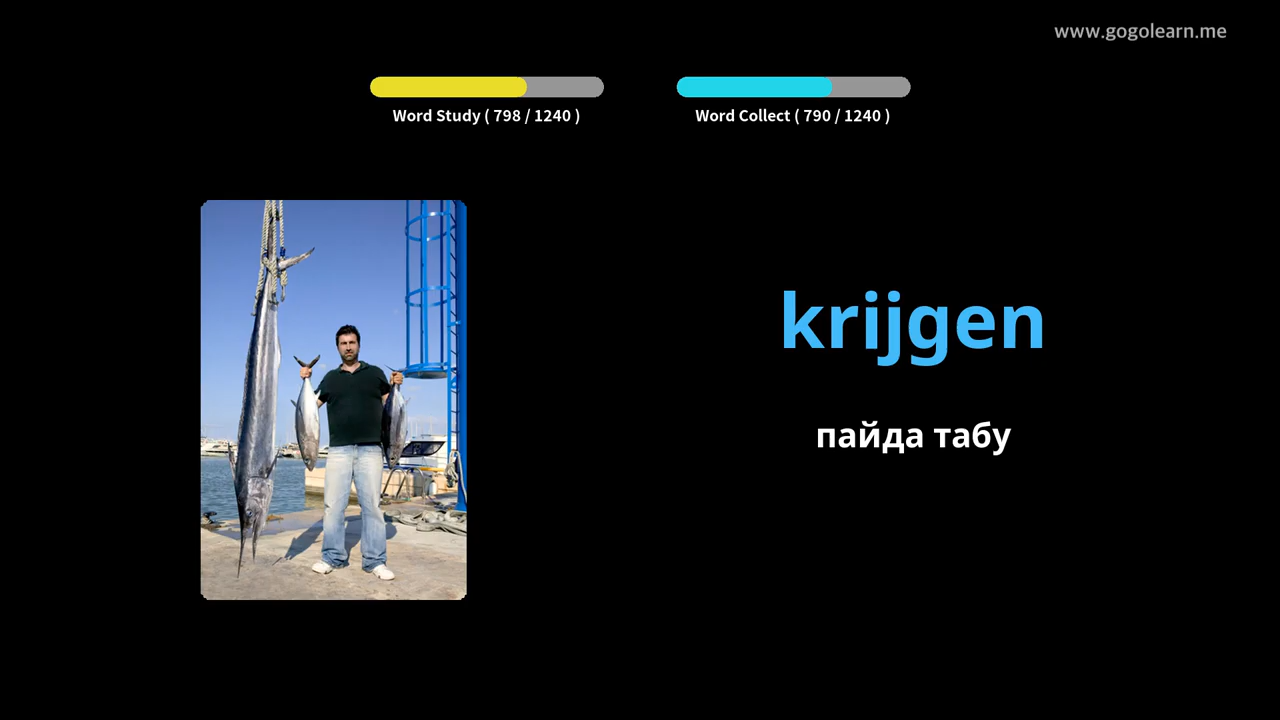 www.gogolearn.me
Word Study ( 798 / 1240 )
Word Collect ( 790 / 1240 )
krijgen
пайда табу